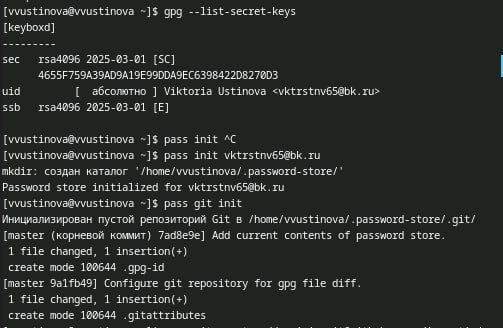 [vvustinova@vvustinova ~]$ gpg --list-secret-keys
[keyboxd]
---------
sec   rsa4096 2025-03-01 [SC]
      4655F759A39AD9A19E99DDA9EC6398422D8270D3
uid         [  абсолютно ] Viktoria Ustinova <vktrstnv65@bk.ru>
ssb   rsa4096 2025-03-01 [E]

[vvustinova@vvustinova ~]$ pass init ^C
[vvustinova@vvustinova ~]$ pass init vktrstnv65@bk.ru
mkdir: создан каталог '/home/vvustinova/.password-store/'
Password store initialized for vktrstnv65@bk.ru
[vvustinova@vvustinova ~]$ pass git init
Инициализирован пустой репозиторий Git в /home/vvustinova/.password-store/.git/
[master (корневой коммит) 7ad8e9e] Add current contents of password store.
 1 file changed, 1 insertion(+)
 create mode 100644 .gpg-id
[master 9a1fb49] Configure git repository for gpg file diff.
 1 file changed, 1 insertion(+)
 create mode 100644 .gitattributes